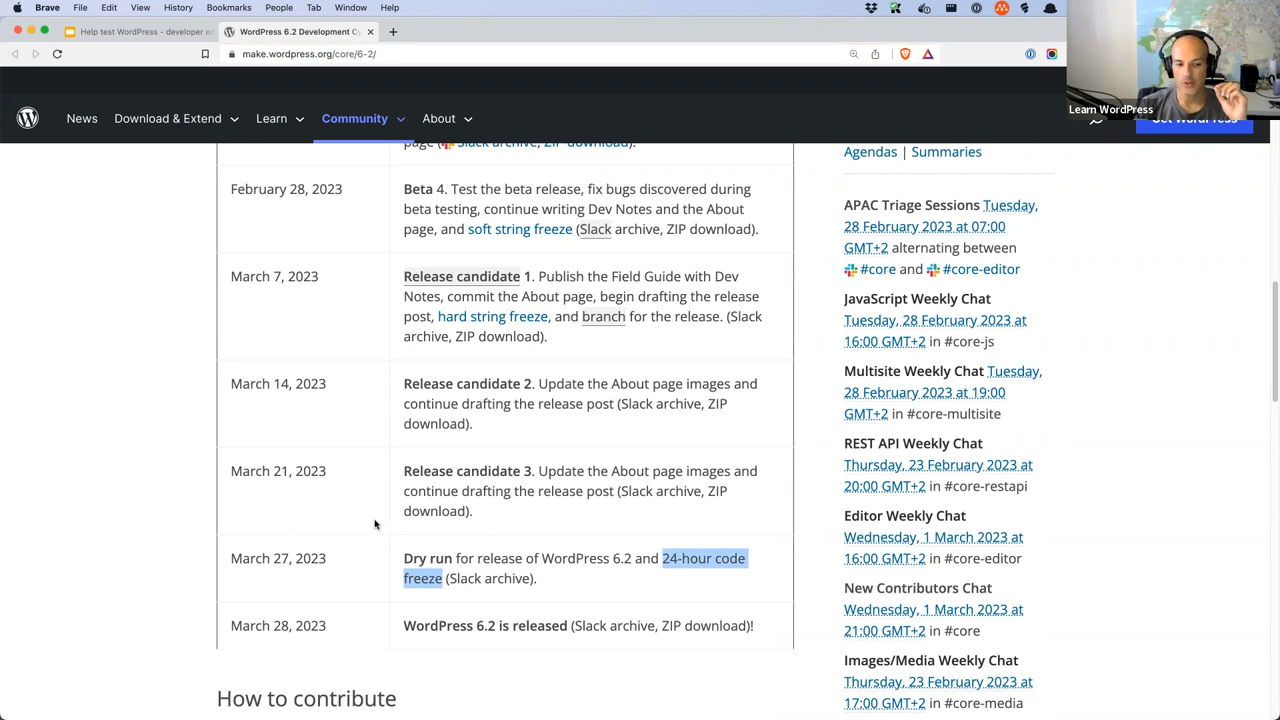 Brave File Edit View History Bookmarks People Tab Window Help
Help test WordPress - developer ed
WordPress 6.2 Development Cy
make.wordpress.org/core/6-2/
Learn WordPress
News Download & Extend Learn Community About
Get WordPress
page (Slack archive, ZIP download).
February 28, 2023
Beta 4. Test the beta release, fix bugs discovered during
beta testing, continue writing Dev Notes and the About
page, and soft string freeze (Slack archive, ZIP download).
March 7, 2023
Release candidate 1. Publish the Field Guide with Dev
Notes, commit the About page, begin drafting the release
post, hard string freeze, and branch for the release. (Slack
archive, ZIP download).
March 14, 2023
Release candidate 2. Update the About page images and
continue drafting the release post (Slack archive, ZIP
download).
March 21, 2023
Release candidate 3. Update the About page images and
continue drafting the release post (Slack archive, ZIP
download).
March 27, 2023
Dry run for release of WordPress 6.2 and 24-hour code
freeze (Slack archive).
March 28, 2023
WordPress 6.2 is released (Slack archive, ZIP download)!
How to contribute
Agendas | Summaries
APAC Triage Sessions Tuesday,
28 February 2023 at 07:00
GMT+2 alternating between
#core and #core-editor
JavaScript Weekly Chat
Tuesday, 28 February 2023 at
16:00 GMT+2 in #core-js
Multisite Weekly Chat Tuesday,
28 February 2023 at 19:00
GMT+2 in #core-multisite
REST API Weekly Chat
Thursday, 23 February 2023 at
20:00 GMT+2 in #core-restapi
Editor Weekly Chat
Wednesday, 1 March 2023 at
16:00 GMT+2 in #core-editor
New Contributors Chat
Wednesday, 1 March 2023 at
21:00 GMT+2 in #core
Images/Media Weekly Chat
Thursday, 23 February 2023 at
17:00 GMT+2 in #core-media